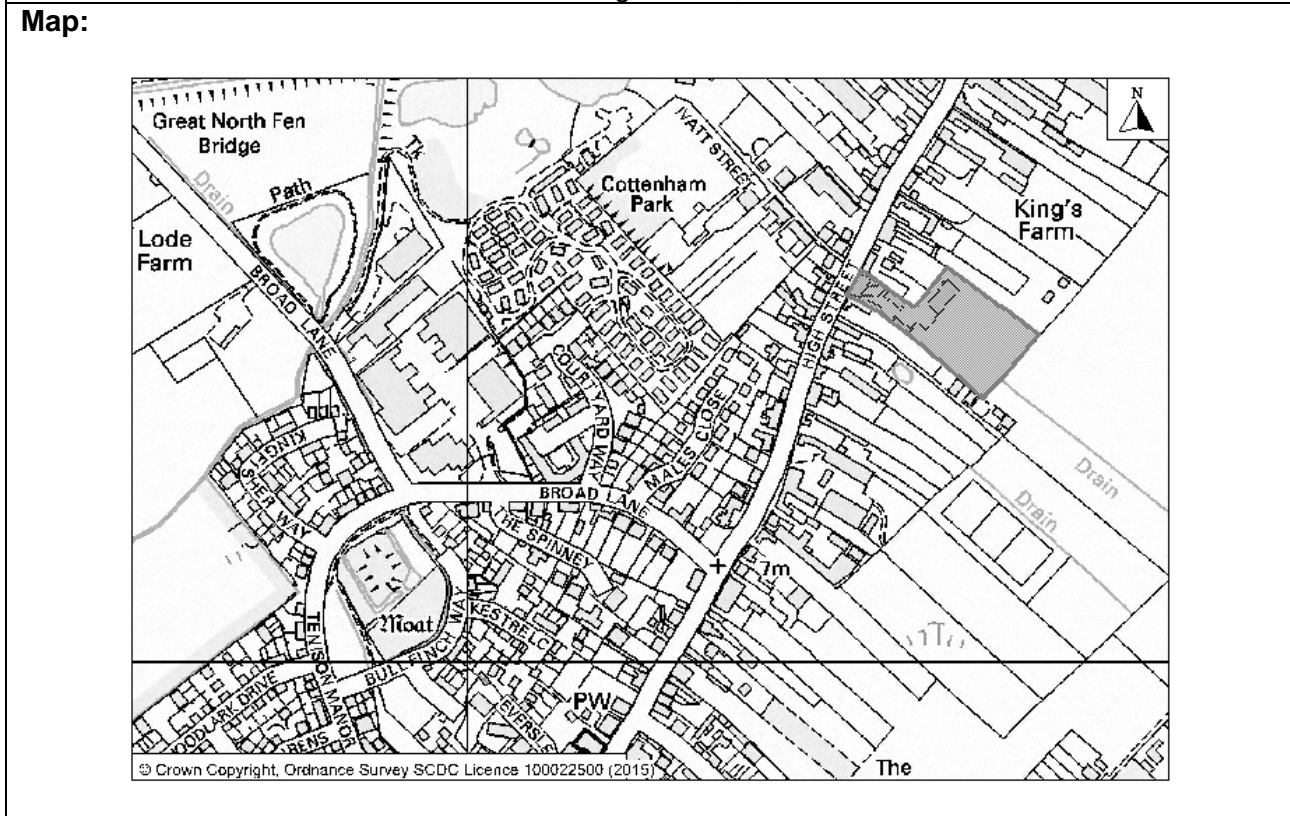 Map:
N
Great North Fen
Bridge
Drain
Path
Tk
IVATT STREET
Cottenham
Park
King's
Farm
Lode
Farm
BROAD LANE
HIGH STREET
COURTYARD WAY
MALES CLOSE
KINGFISHER WAY
BROAD LANE
THE SPINNEY
Drain
Drain
7m
Moat
KESTREL C
BULLFINCH WAY
TENISON MANOR
PW
The
© Crown Copyright, Ordnance Survey SCDC Licence 100022500 (2015)